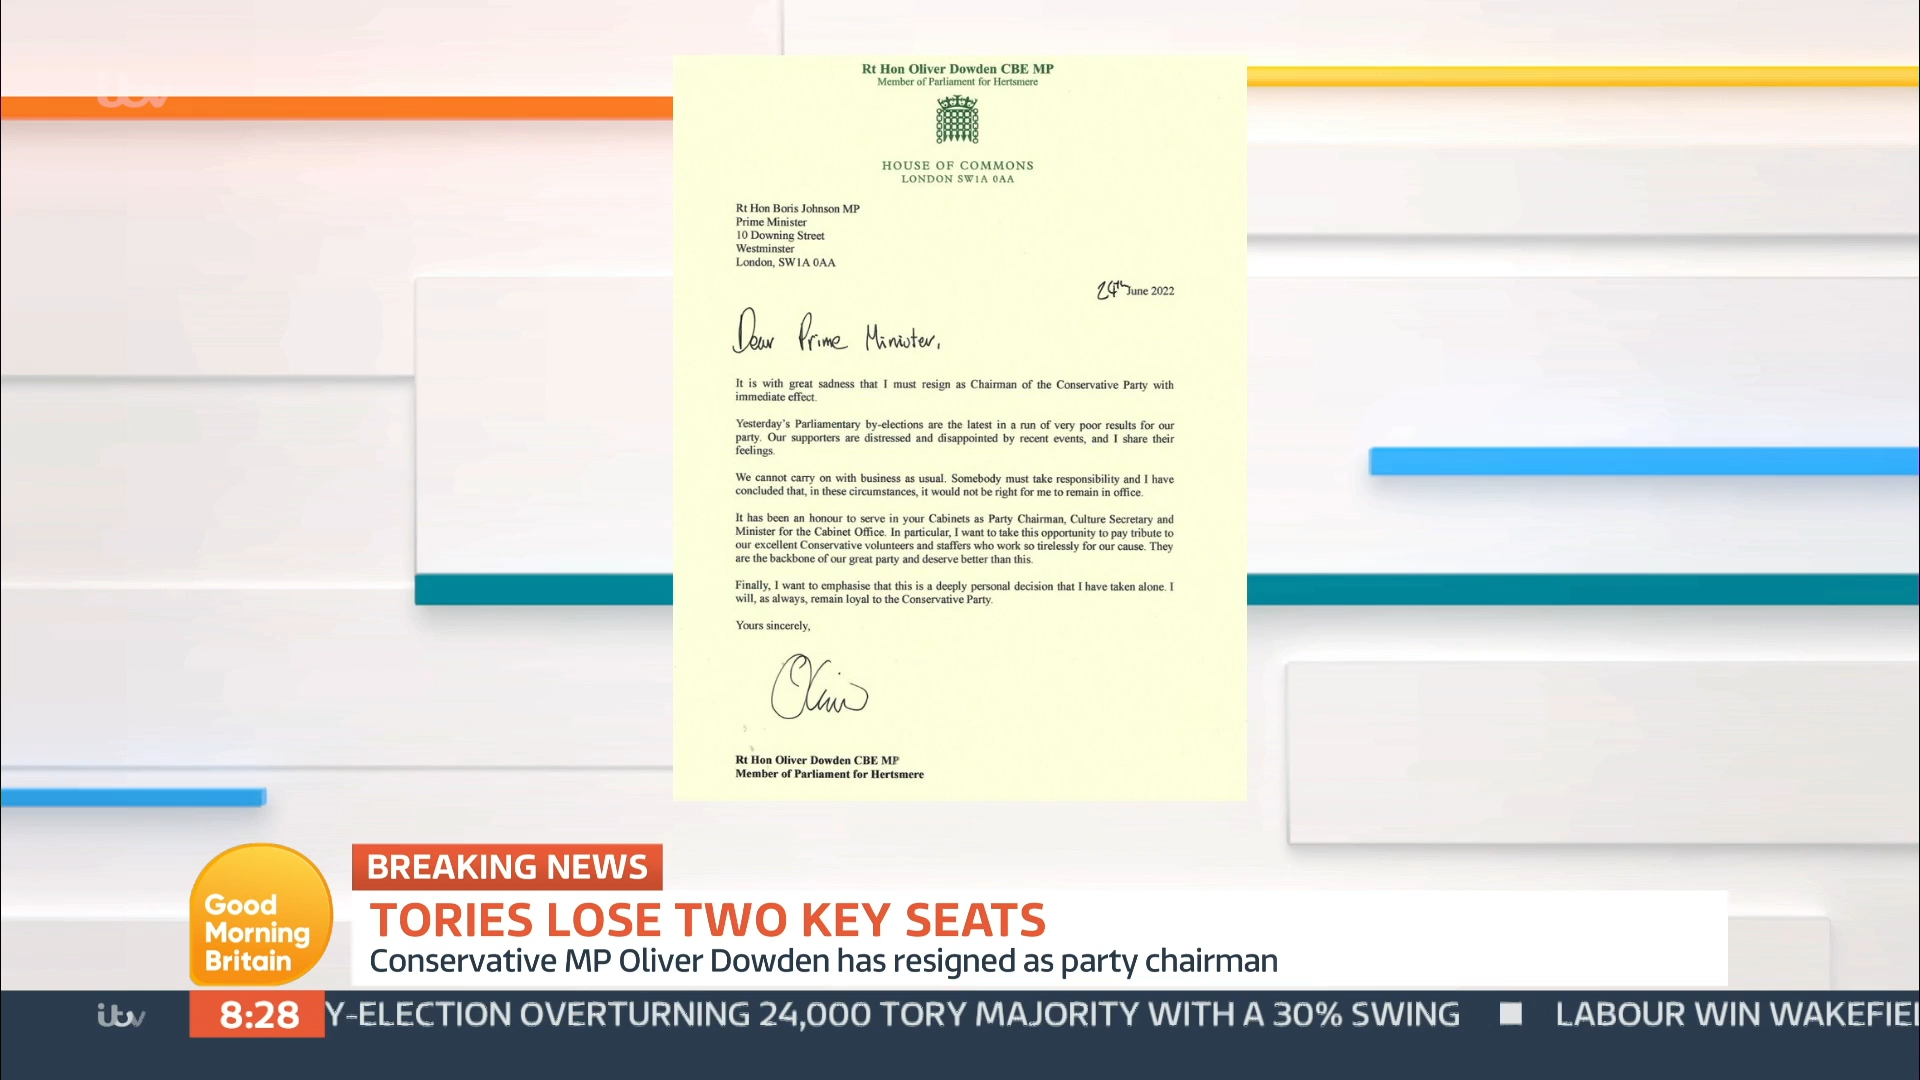 itv
Rt Hon Oliver Dowden CBE MP
Member of Parliament for Hertsmere
HOUSE OF COMMONS
LONDON SW1A 0AA
Rt Hon Boris Johnson MP
Prime Minister
10 Downing Street
Westminster
London, SW1A 0AA
24th June 2022
Dear Prime Minister,
It is with great sadness that I must resign as Chairman of the Conservative Party with
immediate effect.
Yesterday's Parliamentary by-elections are the latest in a run of very poor results for our
party. Our supporters are distressed and disappointed by recent events, and I share their
feelings.
We cannot carry on with business as usual. Somebody must take responsibility and I have
concluded that, in these circumstances, it would not be right for me to remain in office.
It has been an honour to serve in your Cabinets as Party Chairman, Culture Secretary and
Minister for the Cabinet Office. In particular, I want to take this opportunity to pay tribute to
our excellent Conservative volunteers and staffers who work so tirelessly for our cause. They
are the backbone of our great party and deserve better than this.
Finally, I want to emphasise that this is a deeply personal decision that I have taken alone. I
will, as always, remain loyal to the Conservative Party.
Yours sincerely,
Oliver
Rt Hon Oliver Dowden CBE MP
Member of Parliament for Hertsmere
Good
Morning
Britain
BREAKING NEWS
TORIES LOSE TWO KEY SEATS
Conservative MP Oliver Dowden has resigned as party chairman
itv
8:28
Y-ELECTION OVERTURNING 24,000 TORY MAJORITY WITH A 30% SWING ■ LABOUR WIN WAKEFIEL